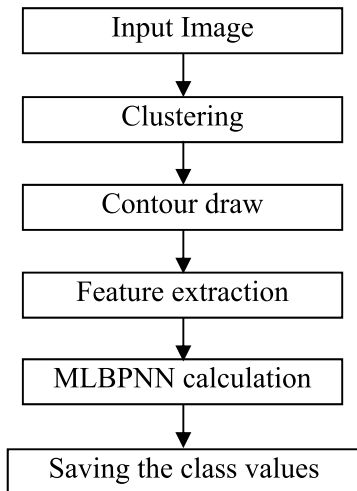 Input Image
Clustering
Contour draw
Feature extraction
MLBPNN calculation
Saving the class values